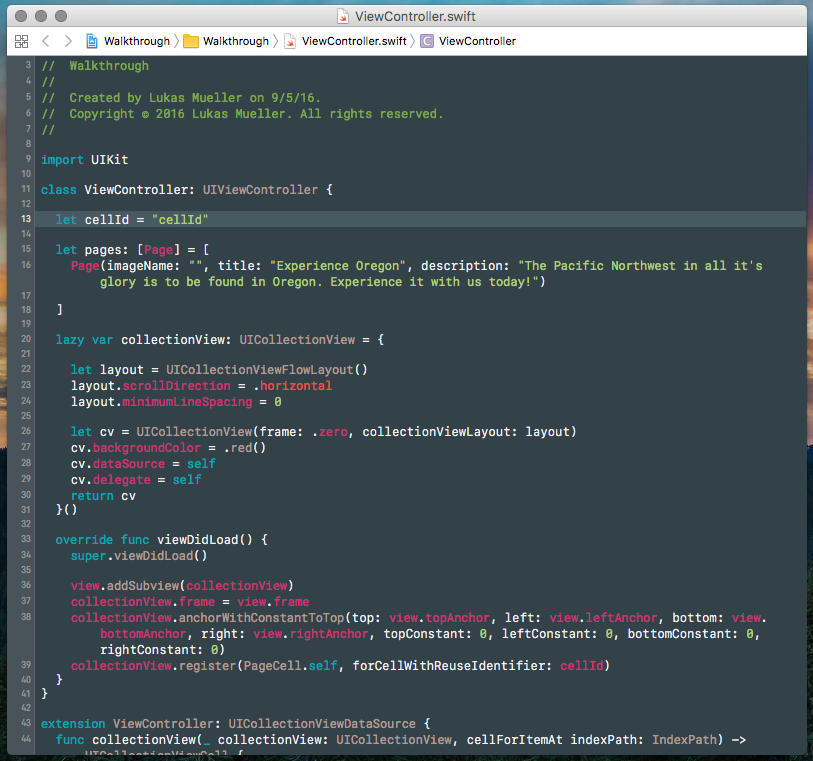 ViewController.swift
Walkthrough Walkthrough ViewController.swift C ViewController
3 //  Walkthrough
4 //
5 //  Created by Lukas Mueller on 9/5/16.
6 //  Copyright © 2016 Lukas Mueller. All rights reserved.
7 //
8
9 import UIKit
10
11 class ViewController: UIViewController {
12
13   let cellId = "cellId"
14
15   let pages: [Page] = [
16     Page(imageName: "", title: "Experience Oregon", description: "The Pacific Northwest in all it's
glory is to be found in Oregon. Experience it with us today!")
17
18   ]
19
20   lazy var collectionView: UICollectionView = {
21
22     let layout = UICollectionViewFlowLayout()
23     layout.scrollDirection = .horizontal
24     layout.minimumLineSpacing = 0
25
26     let cv = UICollectionView(frame: .zero, collectionViewLayout: layout)
27     cv.backgroundColor = .red()
28     cv.dataSource = self
29     cv.delegate = self
30     return cv
31   }()
32
33   override func viewDidLoad() {
34     super.viewDidLoad()
35
36     view.addSubview(collectionView)
37     collectionView.frame = view.frame
38     collectionView.anchorWithConstantToTop(top: view.topAnchor, left: view.leftAnchor, bottom: view.
bottomAnchor, right: view.rightAnchor, topConstant: 0, leftConstant: 0, bottomConstant: 0,
rightConstant: 0)
39     collectionView.register(PageCell.self, forCellWithReuseIdentifier: cellId)
40   }
41 }
42
43 extension ViewController: UICollectionViewDataSource {
44   func collectionView(_ collectionView: UICollectionView, cellForItemAt indexPath: IndexPath) ->
UICollectionViewCell {